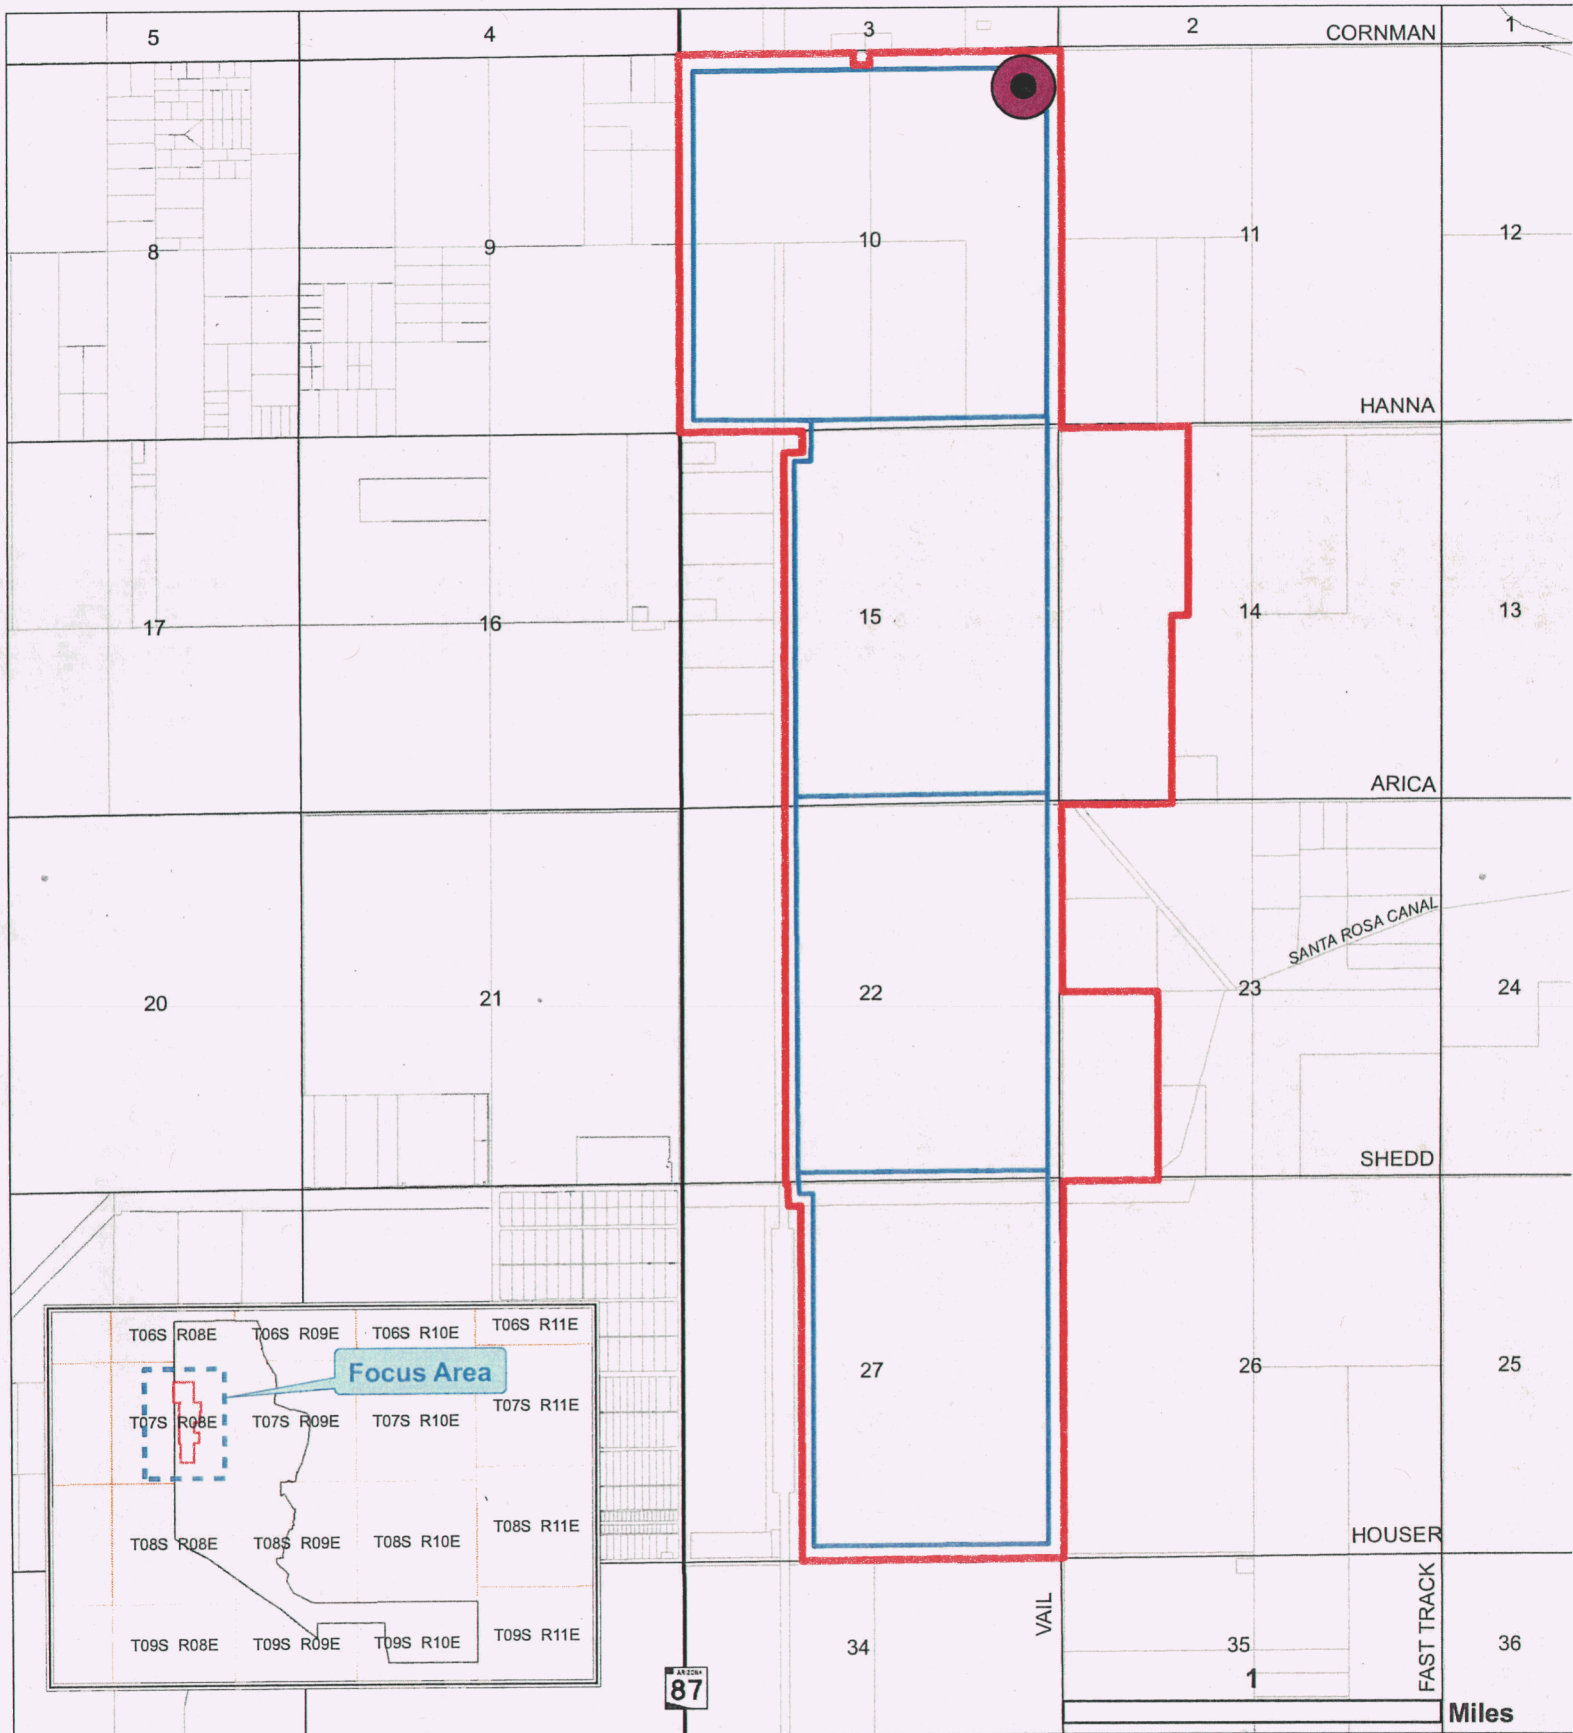 5 4 3 2 CORNMAN 1
8 9 10 11 12
HANNA
17 16 15 14 13
ARICA
SANTA ROSA CANAL
20 21 22 23 24
SHEDD
27 26 25
T06S R08E T06S R09E T06S R10E T06S R11E
Focus Area
T07S R08E T07S R09E T07S R10E T07S R11E
T08S R08E T08S R09E T08S R10E T08S R11E
T09S R08E T09S R09E T09S R10E T09S R11E
HOUSER
VAIL
FAST TRACK
34 35 36
ARIZONA
87
1
Miles